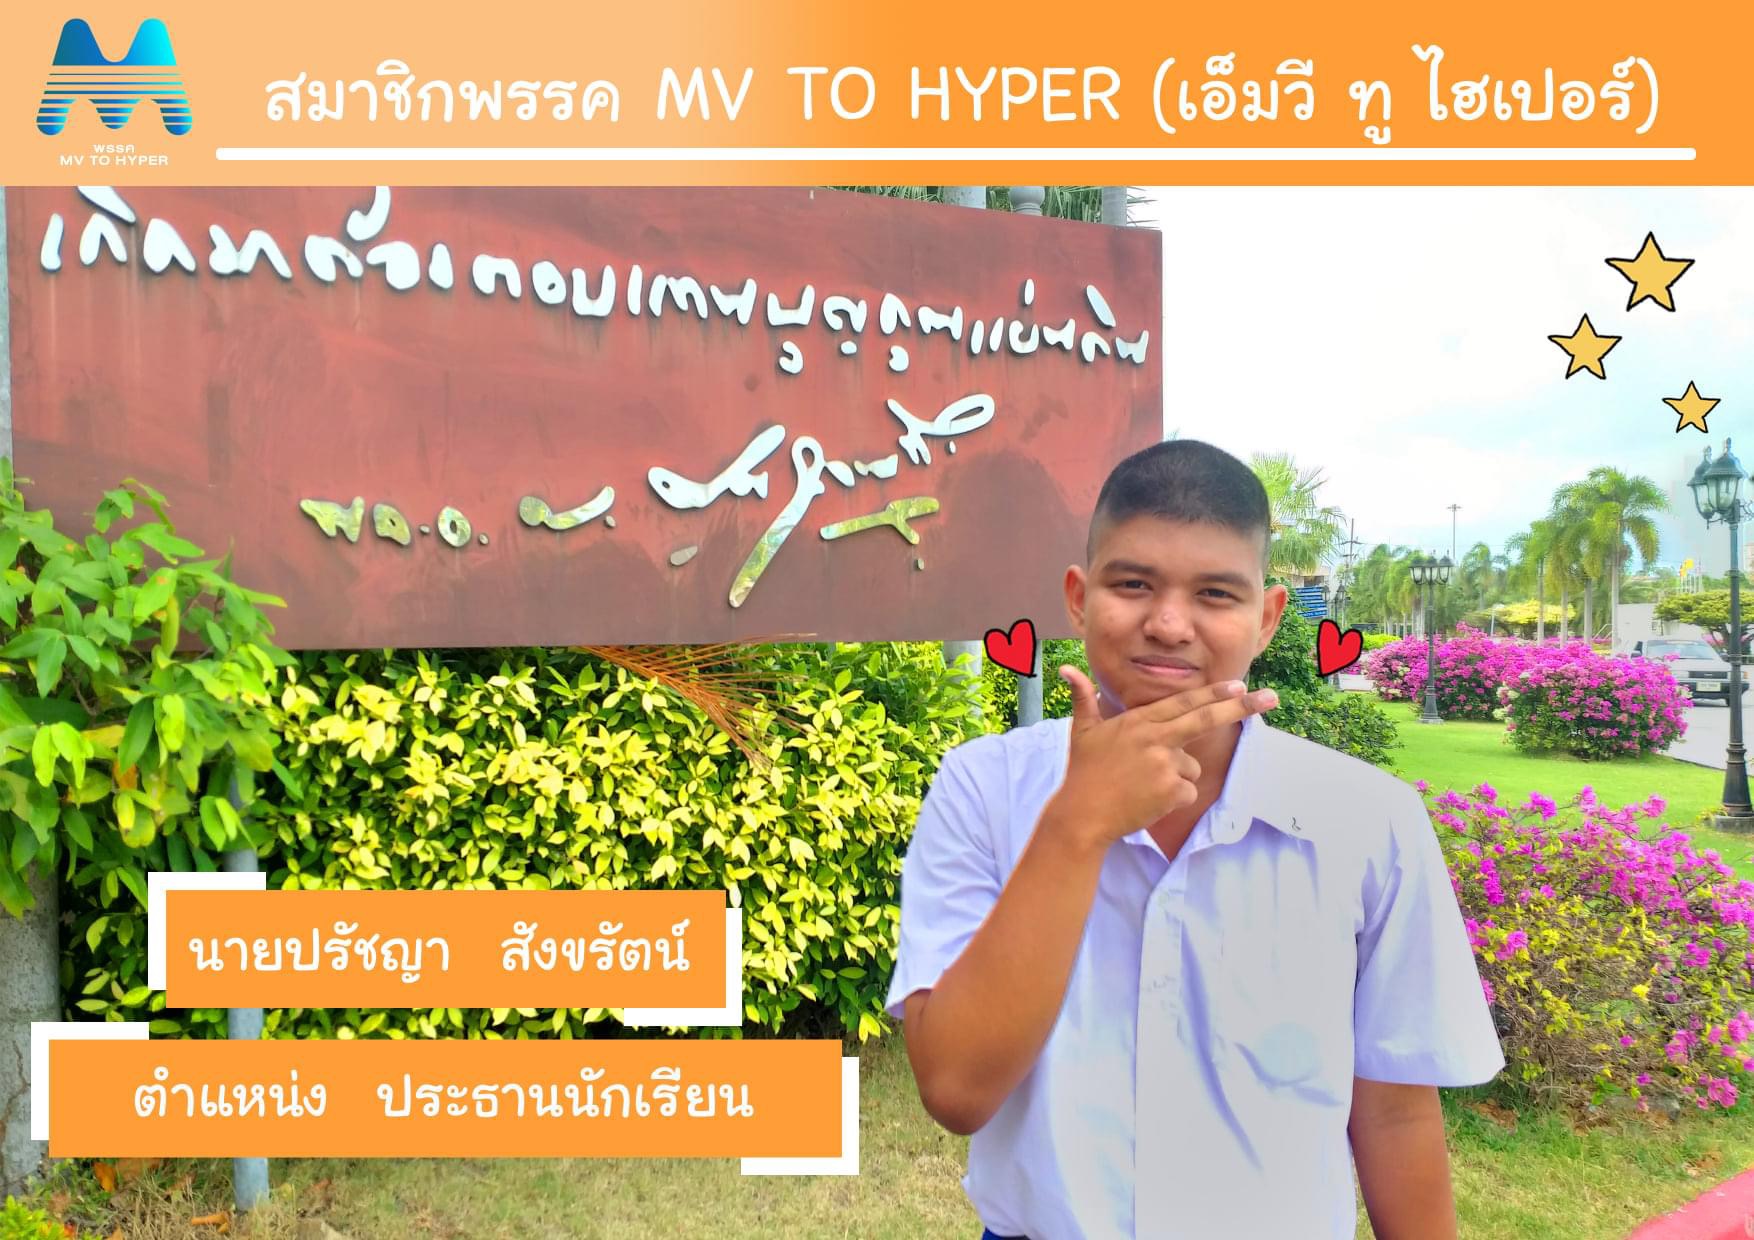 พรรค
MV TO HYPER
สมาชิกพรรค MV TO HYPER (เอ็มวี ทู ไฮเปอร์)
เกิดมาต้องตอบแทนบุญคุณแผ่นดิน
พล.อ. ป.
นายปรัชญา สังขรัตน์
ตำแหน่ง ประธานนักเรียน